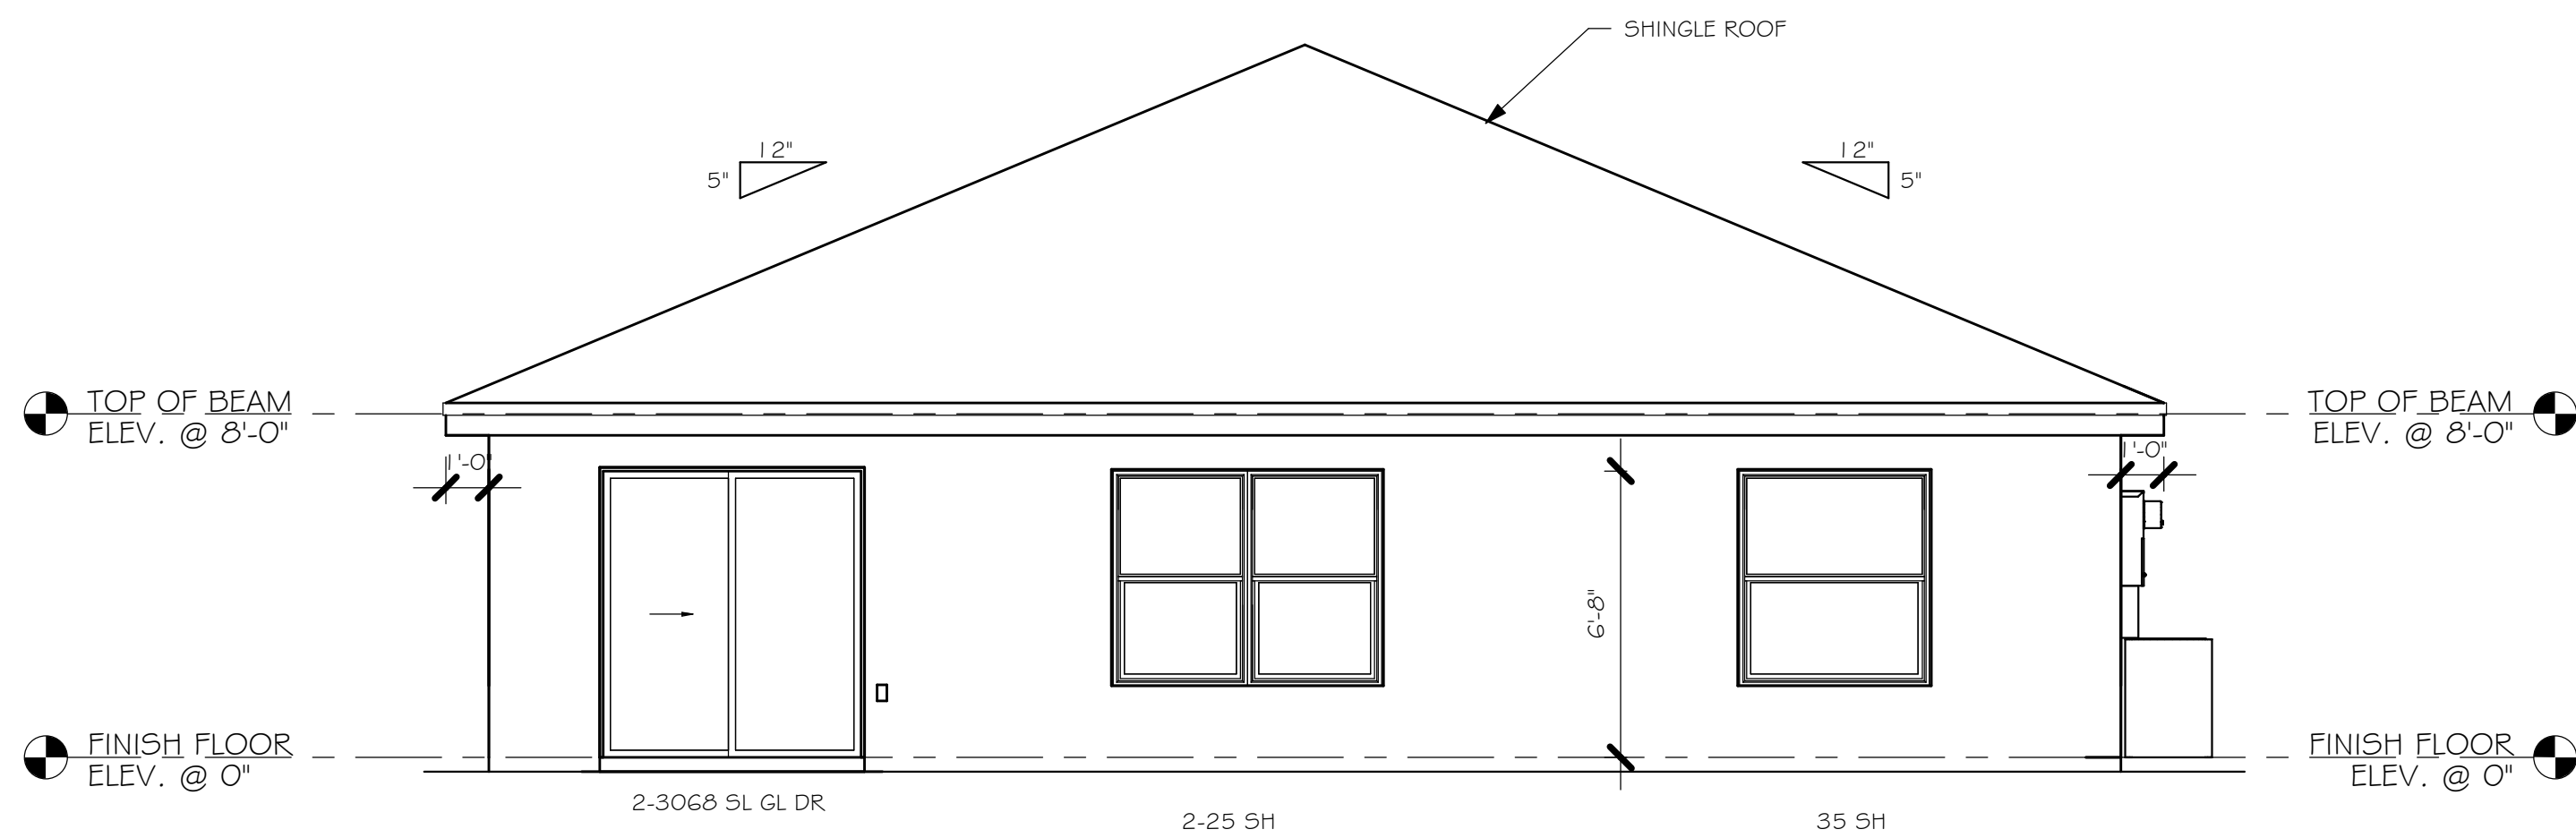 SHINGLE ROOF
12"
5"
12"
5"
TOP OF BEAM
ELEV. @ 8'-0"
TOP OF BEAM
ELEV. @ 8'-0"
1'-0"
1'-0"
6'-8"
FINISH FLOOR
ELEV. @ 0"
FINISH FLOOR
ELEV. @ 0"
2-3068 SL GL DR
2-25 SH
35 SH